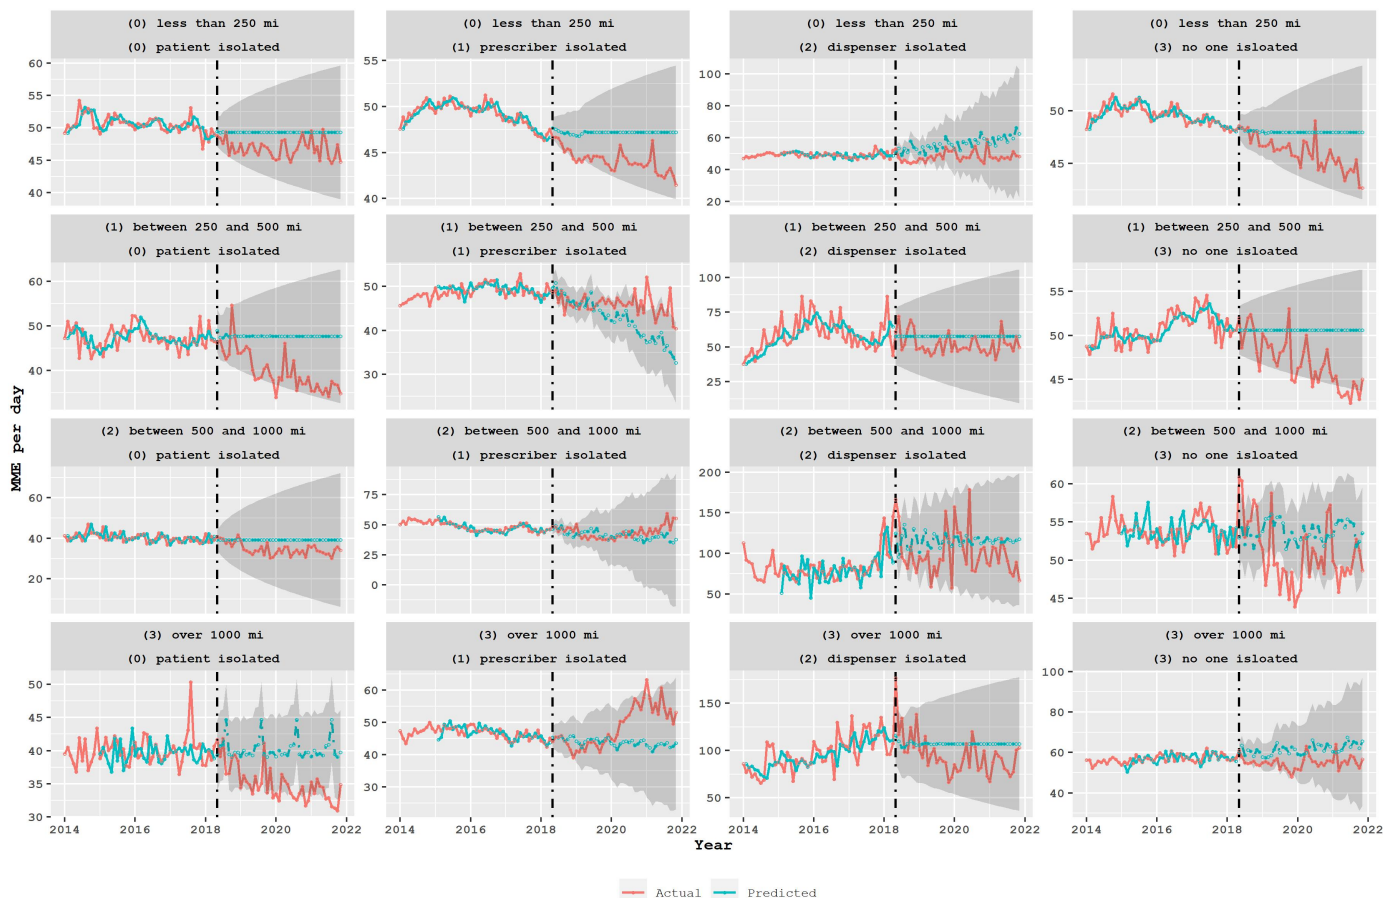 (0) less than 250 mi
(0) patient isolated
(0) less than 250 mi
(1) prescriber isolated
(0) less than 250 mi
(2) dispenser isolated
(0) less than 250 mi
(3) no one isloated
60
55
50
45
40
55
50
45
40
100
80
60
40
20
50
45
(1) between 250 and 500 mi
(0) patient isolated
(1) between 250 and 500 mi
(1) prescriber isolated
(1) between 250 and 500 mi
(2) dispenser isolated
(1) between 250 and 500 mi
(3) no one isloated
60
50
40
50
40
30
100
75
50
25
55
50
45
MME per day
(2) between 500 and 1000 mi
(0) patient isolated
(2) between 500 and 1000 mi
(1) prescriber isolated
(2) between 500 and 1000 mi
(2) dispenser isolated
(2) between 500 and 1000 mi
(3) no one isloated
60
40
20
75
50
25
0
200
150
100
50
60
55
50
45
(3) over 1000 mi
(0) patient isolated
(3) over 1000 mi
(1) prescriber isolated
(3) over 1000 mi
(2) dispenser isolated
(3) over 1000 mi
(3) no one isloated
50
45
40
35
30
60
50
40
30
150
100
50
100
80
60
40
2014 2016 2018 2020 2022
2014 2016 2018 2020 2022
2014 2016 2018 2020 2022
2014 2016 2018 2020 2022
Year
Actual Predicted